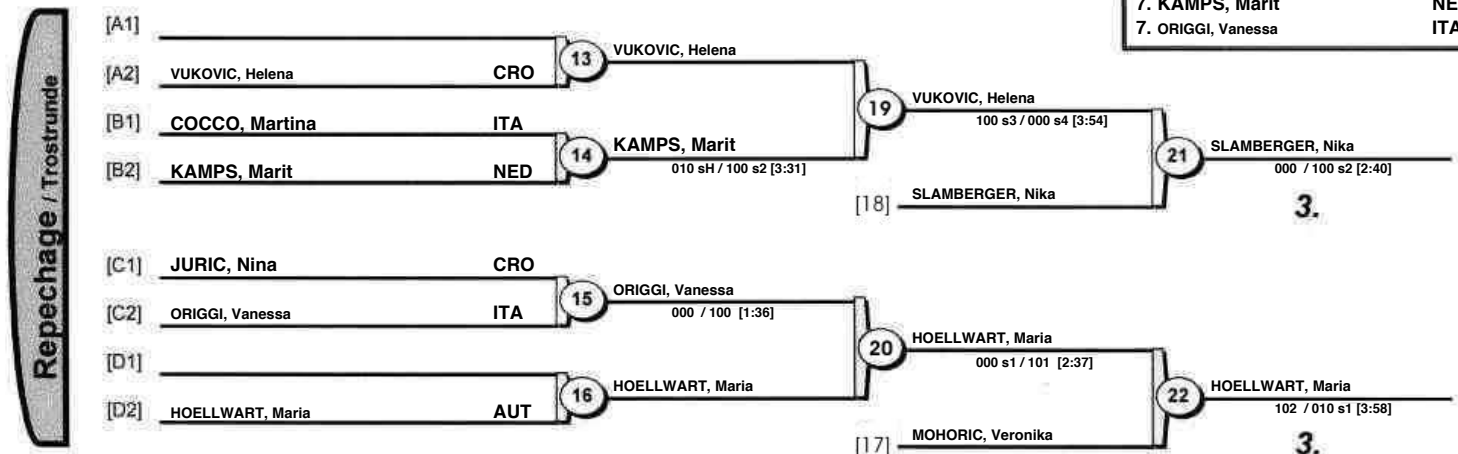 7. KAMPS, Marit NE
7. ORIGGI, Vanessa ITA
Repechage / Trostrunde
[A1]
[A2] VUKOVIC, Helena CRO
13 VUKOVIC, Helena
[B1] COCCO, Martina ITA
[B2] KAMPS, Marit NED
14 KAMPS, Marit
010 sH / 100 s2 [3:31]
19 VUKOVIC, Helena
100 s3 / 000 s4 [3:54]
[18] SLAMBERGER, Nika
21 SLAMBERGER, Nika
000 / 100 s2 [2:40]
3.
[C1] JURIC, Nina CRO
[C2] ORIGGI, Vanessa ITA
15 ORIGGI, Vanessa
000 / 100 [1:36]
[D1]
[D2] HOELLWART, Maria AUT
16 HOELLWART, Maria
20 HOELLWART, Maria
000 s1 / 101 [2:37]
[17] MOHORIC, Veronika
22 HOELLWART, Maria
102 / 010 s1 [3:58]
3.